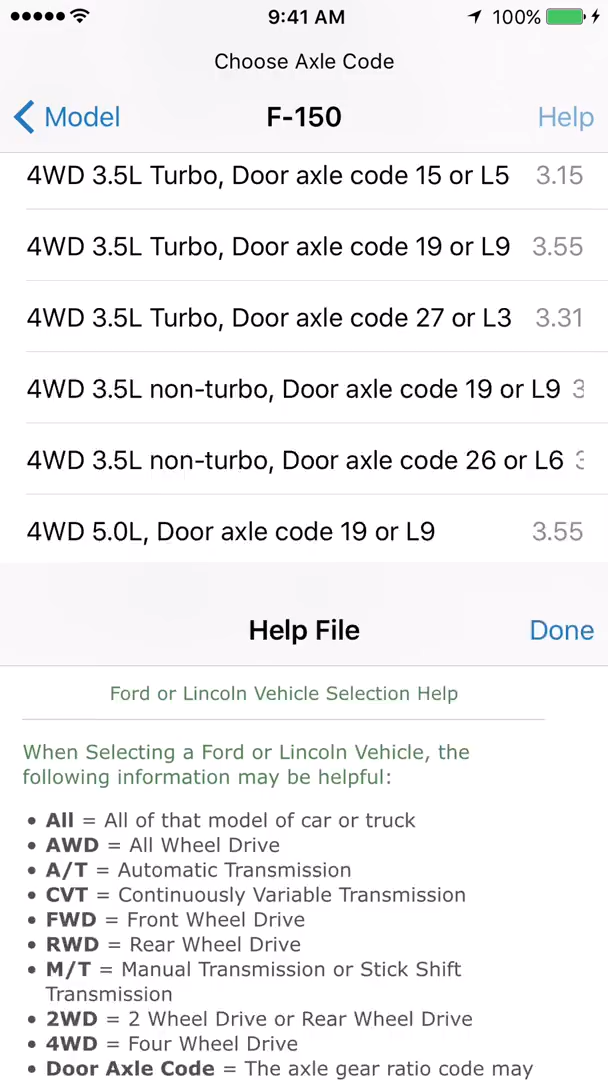 9:41 AM 100%
Choose Axle Code
Model F-150 Help
4WD 3.5L Turbo, Door axle code 15 or L5 3.15
4WD 3.5L Turbo, Door axle code 19 or L9 3.55
4WD 3.5L Turbo, Door axle code 27 or L3 3.31
4WD 3.5L non-turbo, Door axle code 19 or L9 3
4WD 3.5L non-turbo, Door axle code 26 or L6
4WD 5.0L, Door axle code 19 or L9 3.55
Help File Done
Ford or Lincoln Vehicle Selection Help
When Selecting a Ford or Lincoln Vehicle, the
following information may be helpful:
• All = All of that model of car or truck
• AWD = All Wheel Drive
• A/T = Automatic Transmission
• CVT = Continuously Variable Transmission
• FWD = Front Wheel Drive
• RWD = Rear Wheel Drive
• M/T = Manual Transmission or Stick Shift
Transmission
• 2WD = 2 Wheel Drive or Rear Wheel Drive
• 4WD = Four Wheel Drive
• Door Axle Code = The axle gear ratio code may